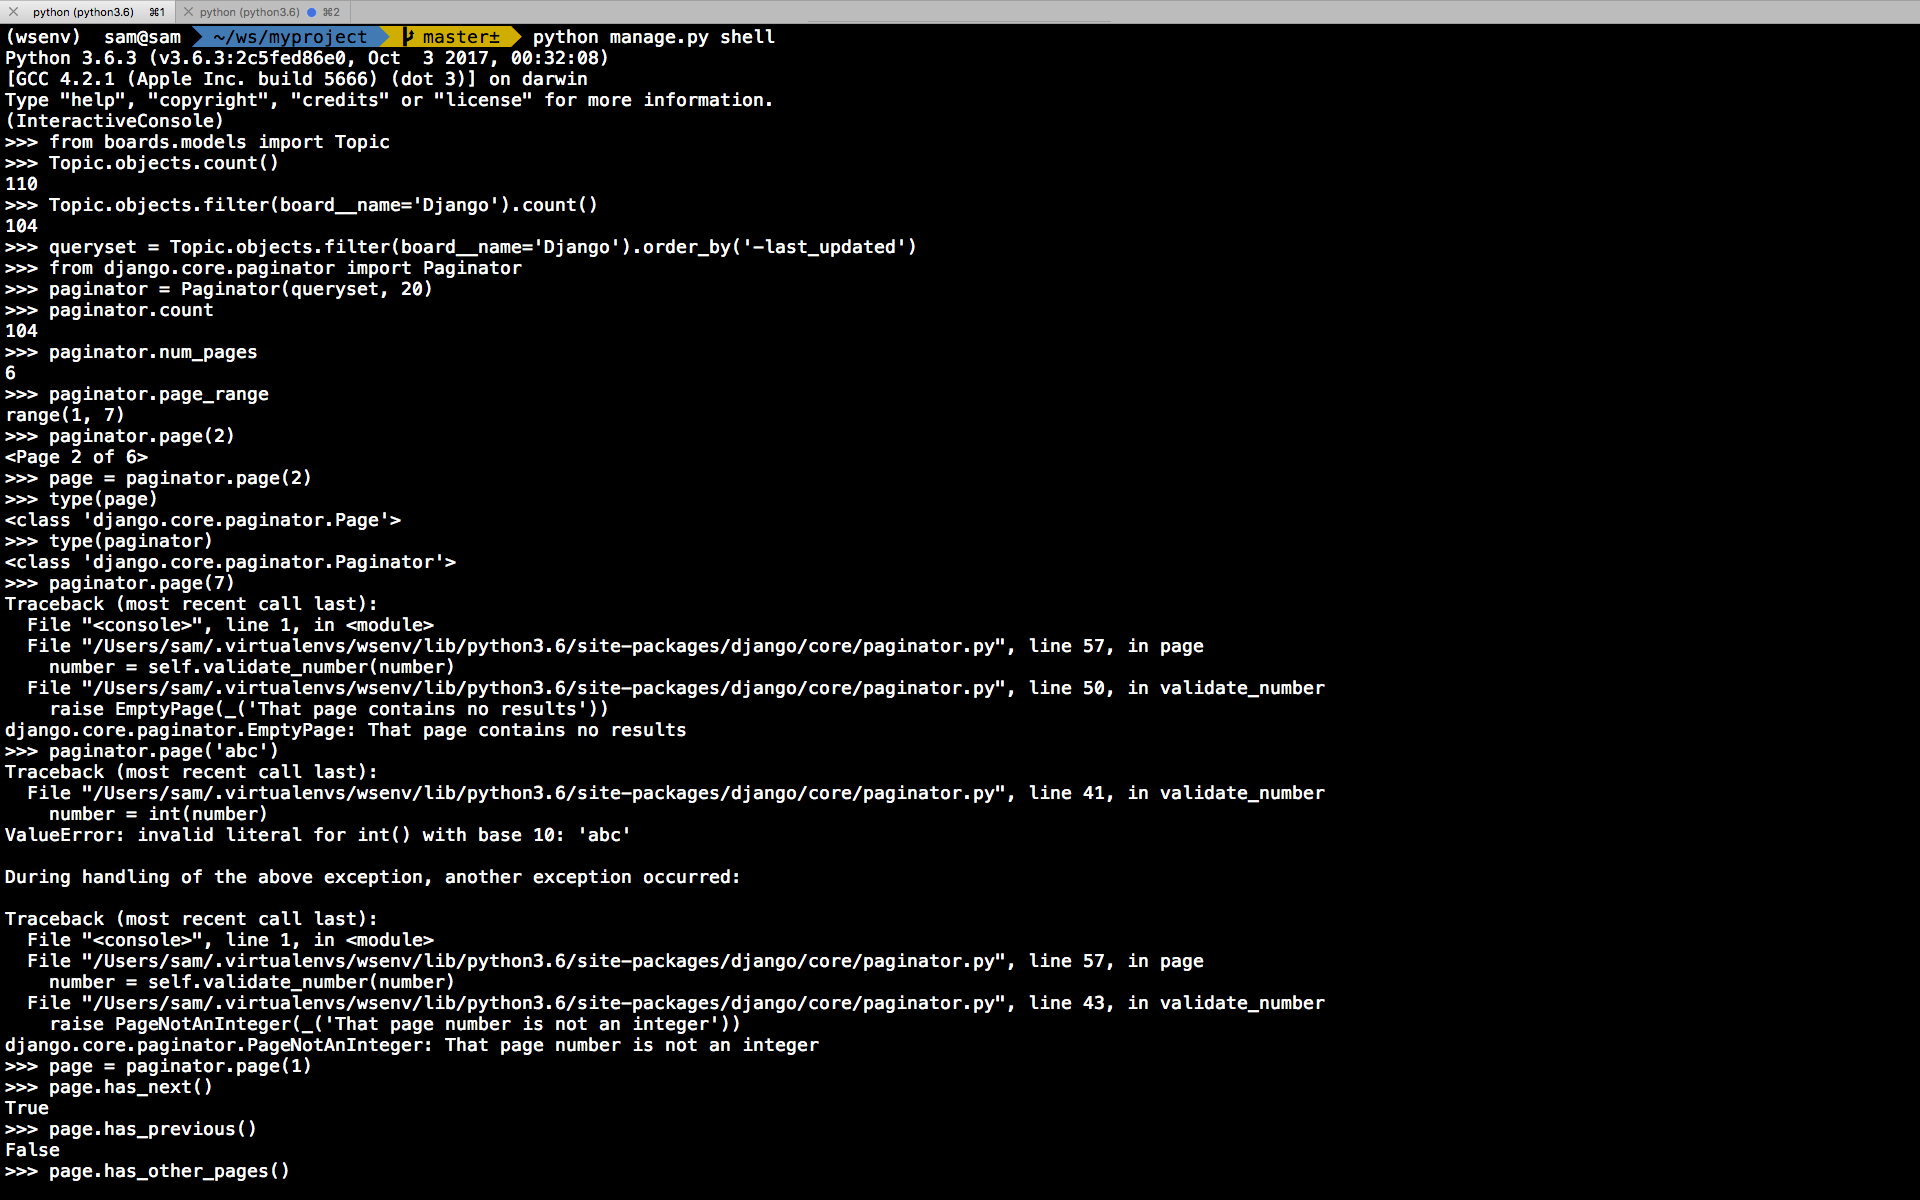 python (python3.6) ⌘1 python (python3.6) ⌘2
(wsenv)  sam@sam  ~/ws/myproject  master±  python manage.py shell
Python 3.6.3 (v3.6.3:2c5fed86e0, Oct  3 2017, 00:32:08)
[GCC 4.2.1 (Apple Inc. build 5666) (dot 3)] on darwin
Type "help", "copyright", "credits" or "license" for more information.
(InteractiveConsole)
>>> from boards.models import Topic
>>> Topic.objects.count()
110
>>> Topic.objects.filter(board__name='Django').count()
104
>>> queryset = Topic.objects.filter(board__name='Django').order_by('-last_updated')
>>> from django.core.paginator import Paginator
>>> paginator = Paginator(queryset, 20)
>>> paginator.count
104
>>> paginator.num_pages
6
>>> paginator.page_range
range(1, 7)
>>> paginator.page(2)
<Page 2 of 6>
>>> page = paginator.page(2)
>>> type(page)
<class 'django.core.paginator.Page'>
>>> type(paginator)
<class 'django.core.paginator.Paginator'>
>>> paginator.page(7)
Traceback (most recent call last):
  File "<console>", line 1, in <module>
  File "/Users/sam/.virtualenvs/wsenv/lib/python3.6/site-packages/django/core/paginator.py", line 57, in page
    number = self.validate_number(number)
  File "/Users/sam/.virtualenvs/wsenv/lib/python3.6/site-packages/django/core/paginator.py", line 50, in validate_number
    raise EmptyPage(_('That page contains no results'))
django.core.paginator.EmptyPage: That page contains no results
>>> paginator.page('abc')
Traceback (most recent call last):
  File "/Users/sam/.virtualenvs/wsenv/lib/python3.6/site-packages/django/core/paginator.py", line 41, in validate_number
    number = int(number)
ValueError: invalid literal for int() with base 10: 'abc'

During handling of the above exception, another exception occurred:

Traceback (most recent call last):
  File "<console>", line 1, in <module>
  File "/Users/sam/.virtualenvs/wsenv/lib/python3.6/site-packages/django/core/paginator.py", line 57, in page
    number = self.validate_number(number)
  File "/Users/sam/.virtualenvs/wsenv/lib/python3.6/site-packages/django/core/paginator.py", line 43, in validate_number
    raise PageNotAnInteger(_('That page number is not an integer'))
django.core.paginator.PageNotAnInteger: That page number is not an integer
>>> page = paginator.page(1)
>>> page.has_next()
True
>>> page.has_previous()
False
>>> page.has_other_pages()